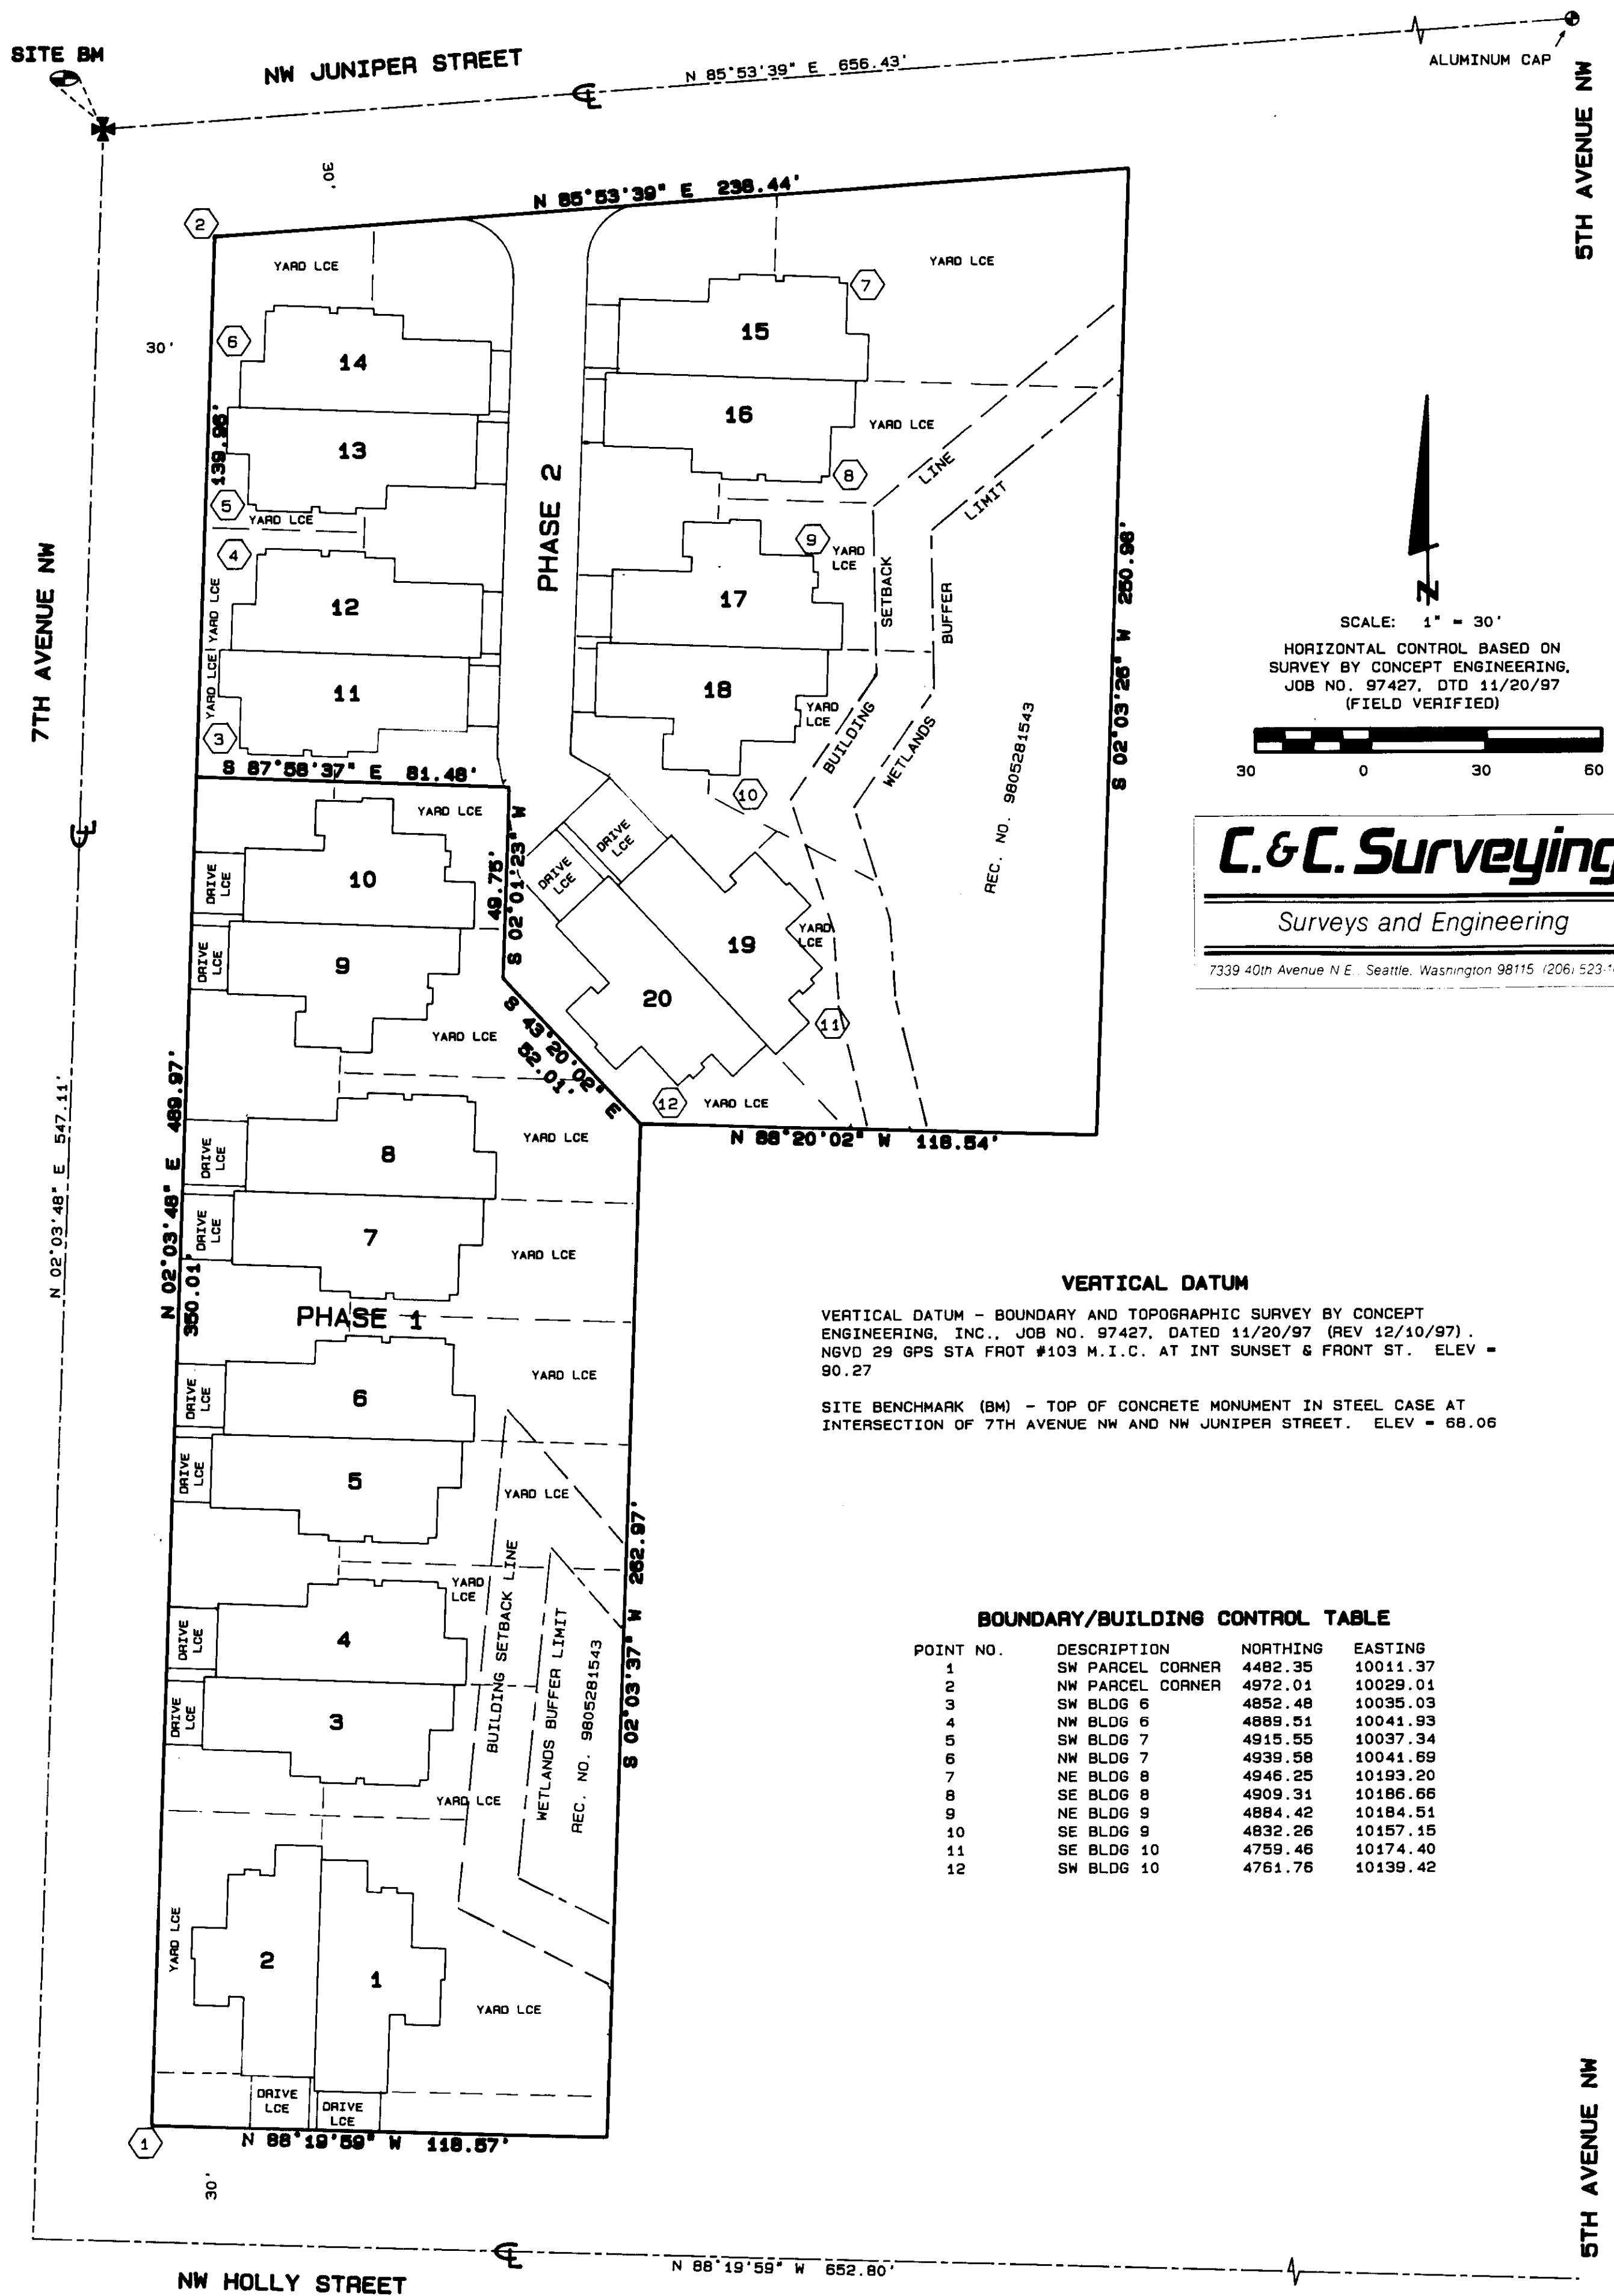 SITE BM
NW JUNIPER STREET
N 85°53'39" E 656.43'
ALUMINUM CAP
5TH AVENUE NW
30'
N 85°53'39" E 238.44'
2
YARD LCE
YARD LCE
7
6
30'
14
15
139.96'
13
16
YARD LCE
8
LINE
LIMIT
5
YARD LCE
4
PHASE 2
9
YARD
LCE
SETBACK
BUFFER
S 02°03'26" W 250.98'
7TH AVENUE NW
YARD LCE
12
17
YARD LCE
11
18
YARD
LCE
BUILDING
WETLANDS
REC. NO. 9805281543
3
S 87°58'37" E 81.48'
10
SCALE: 1" = 30'
HORIZONTAL CONTROL BASED ON
SURVEY BY CONCEPT ENGINEERING,
JOB NO. 97427, DTD 11/20/97
(FIELD VERIFIED)
30 0 30 60
C.&C. Surveying
Surveys and Engineering
7339 40th Avenue N.E. Seattle, Washington 98115 (206) 523-
YARD LCE
DRIVE
LCE
10
49.75'
S 02°01'23" W
DRIVE
LCE
DRIVE
LCE
DRIVE
LCE
9
19
YARD
LCE
20
11
YARD LCE
S 43°20'02" E
52.01'
12
YARD LCE
N 88°20'02" W 118.54'
N 02°03'48" E 547.11'
N 02°03'48" E 489.97'
350.01'
DRIVE
LCE
8
YARD LCE
DRIVE
LCE
7
YARD LCE
PHASE 1
DRIVE
LCE
6
YARD LCE
DRIVE
LCE
5
YARD LCE
S 02°03'37" W 262.97'
VERTICAL DATUM
VERTICAL DATUM - BOUNDARY AND TOPOGRAPHIC SURVEY BY CONCEPT
ENGINEERING, INC., JOB NO. 97427, DATED 11/20/97 (REV 12/10/97).
NGVD 29 GPS STA FROT #103 M.I.C. AT INT SUNSET & FRONT ST. ELEV =
90.27
SITE BENCHMARK (BM) - TOP OF CONCRETE MONUMENT IN STEEL CASE AT
INTERSECTION OF 7TH AVENUE NW AND NW JUNIPER STREET. ELEV = 68.06
BUILDING SETBACK LINE
YARD
LCE
WETLANDS BUFFER LIMIT
REC. NO. 9805281543
DRIVE
LCE
4
DRIVE
LCE
3
YARD LCE
BOUNDARY/BUILDING CONTROL TABLE
POINT NO. DESCRIPTION NORTHING EASTING
1 SW PARCEL CORNER 4482.35 10011.37
2 NW PARCEL CORNER 4972.01 10029.01
3 SW BLDG 6 4852.48 10035.03
4 NW BLDG 6 4889.51 10041.93
5 SW BLDG 7 4915.55 10037.34
6 NW BLDG 7 4939.58 10041.69
7 NE BLDG 8 4946.25 10193.20
8 SE BLDG 8 4909.31 10186.66
9 NE BLDG 9 4884.42 10184.51
10 SE BLDG 9 4832.26 10157.15
11 SE BLDG 10 4759.46 10174.40
12 SW BLDG 10 4761.76 10139.42
YARD LCE
2
1
YARD LCE
DRIVE
LCE
DRIVE
LCE
1
N 88°19'59" W 118.57'
30'
5TH AVENUE NW
N 88°19'59" W 652.80'
NW HOLLY STREET